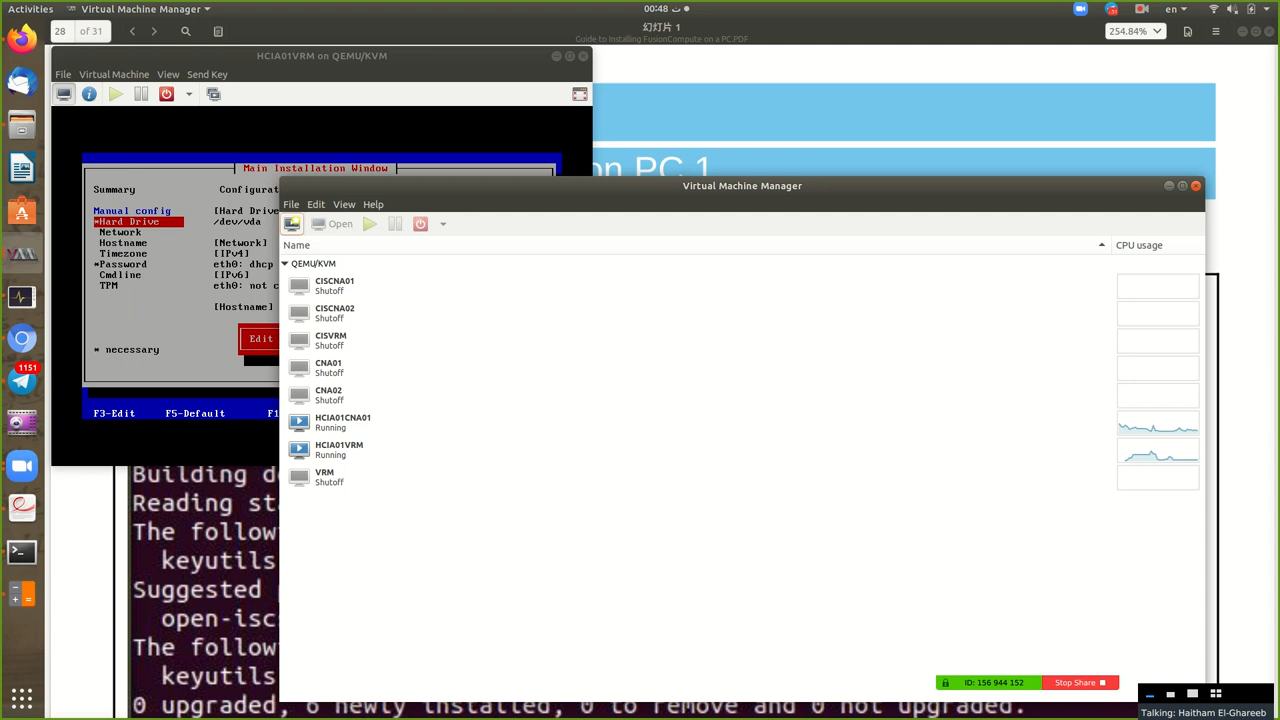 Activities
Virtual Machine Manager
00:48 ت
en
28 of 31
幻灯片 1
Guide to Installing FusionCompute on a PC.PDF
254.84%
HCIA01VRM on QEMU/KVM
File Virtual Machine View Send Key
on PC 1
Main Installation Window
Summary Configurat
Manual config [Hard Drive
*Hard Drive /dev/vda
Network
Hostname [Network]
Timezone [IPv4]
*Password eth0: dhcp
Cmdline [IPv6]
TPM eth0: not c
[Hostname]
Edit
* necessary
F3-Edit F5-Default F1
Virtual Machine Manager
File Edit View Help
Open
Name CPU usage
QEMU/KVM
CISCNA01
Shutoff
CISCNA02
Shutoff
CISVRM
Shutoff
CNA01
Shutoff
CNA02
Shutoff
HCIA01CNA01
Running
HCIA01VRM
Running
VRM
Shutoff
1151
Building de
Reading sta
The follow
keyutils
Suggested
open-isc
The follow
keyutils
0 upgraded, 6 newly installed, 0 to remove and 0 not upgraded.
ID: 156 944 152 Stop Share
Talking: Haitham El-Ghareeb